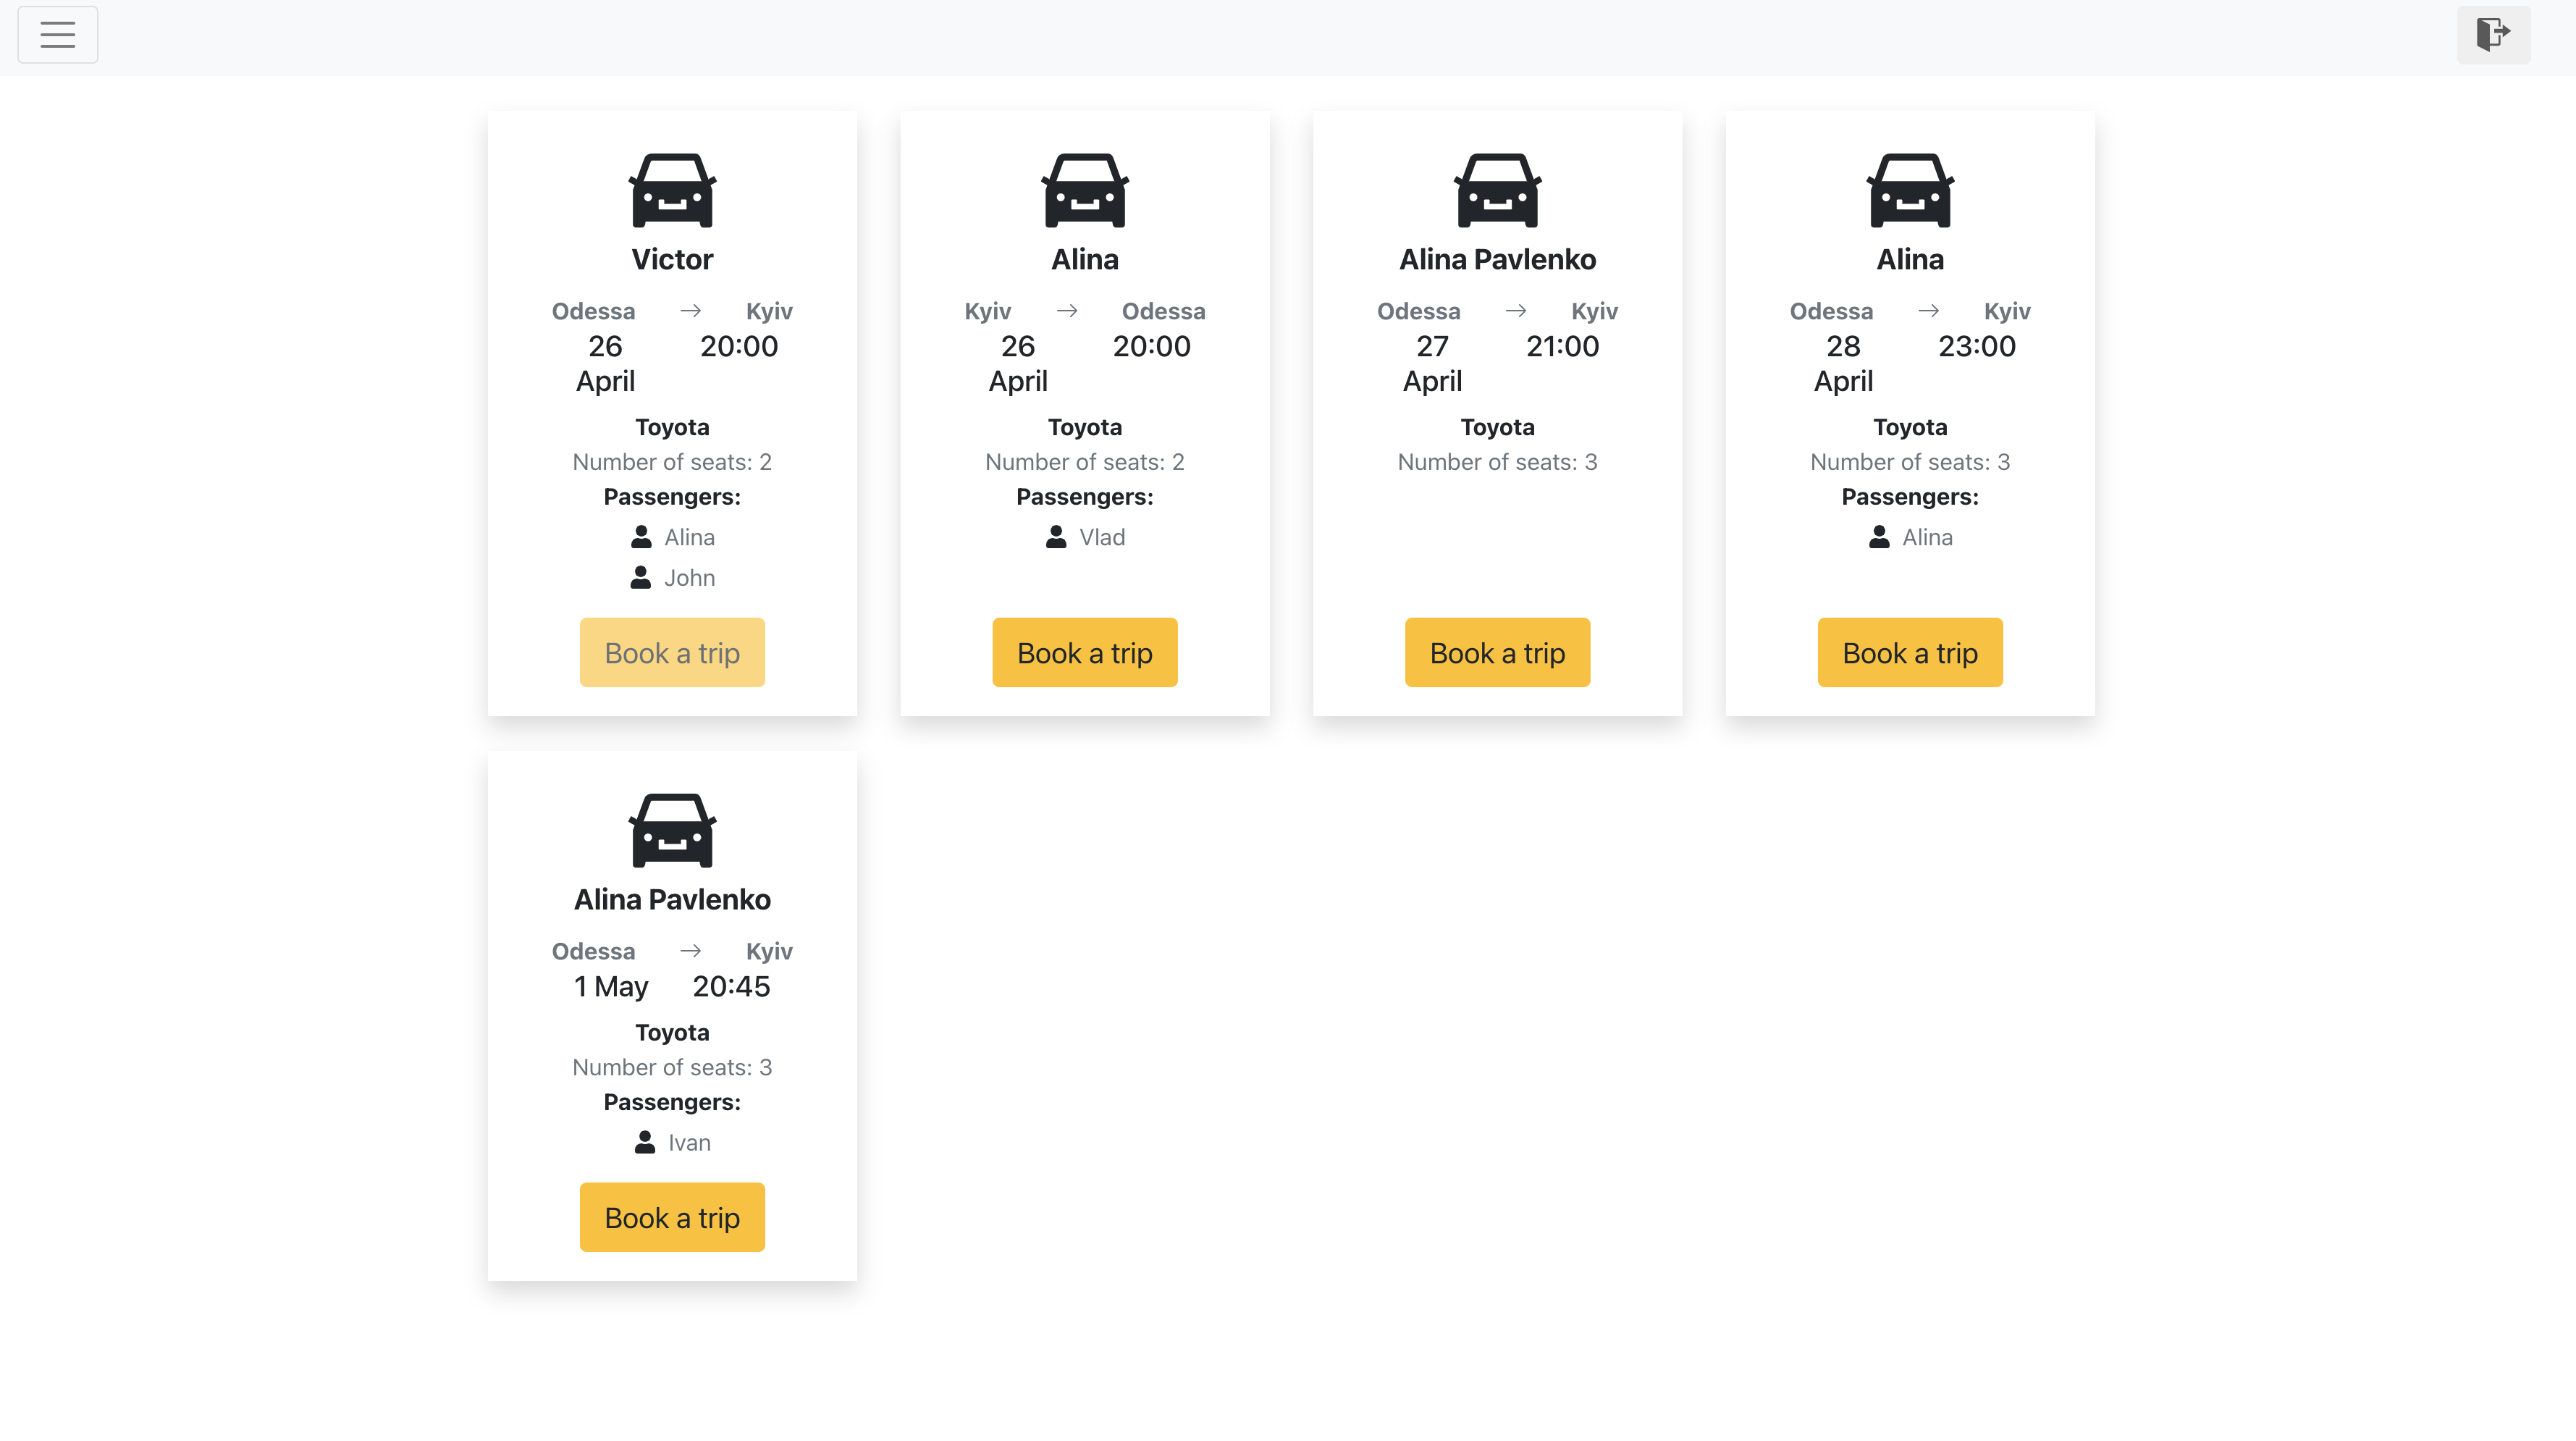 Victor
Odessa → Kyiv
26 April 20:00
Toyota
Number of seats: 2
Passengers:
Alina
John
Book a trip
Alina
Kyiv → Odessa
26 April 20:00
Toyota
Number of seats: 2
Passengers:
Vlad
Book a trip
Alina Pavlenko
Odessa → Kyiv
27 April 21:00
Toyota
Number of seats: 3
Book a trip
Alina
Odessa → Kyiv
28 April 23:00
Toyota
Number of seats: 3
Passengers:
Alina
Book a trip
Alina Pavlenko
Odessa → Kyiv
1 May 20:45
Toyota
Number of seats: 3
Passengers:
Ivan
Book a trip